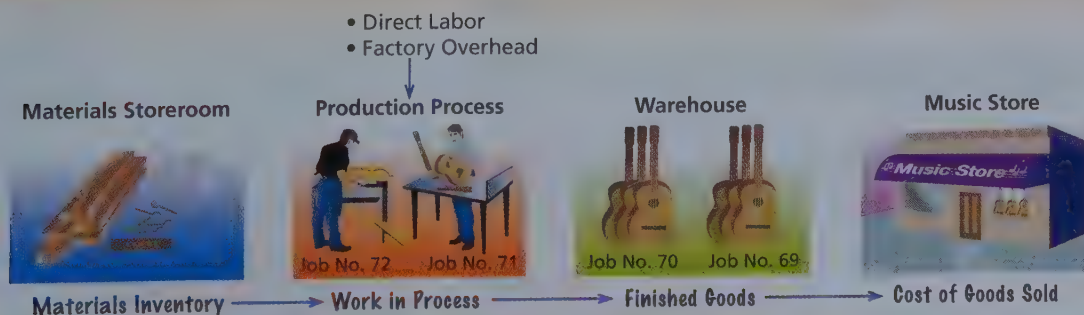 • Direct Labor
• Factory Overhead
Materials Storeroom
Production Process
Warehouse
Music Store
Music Store
Job No. 72
Job No. 71
Job No. 70
Job No. 69
Materials Inventory
Work in Process
Finished Goods
Cost of Goods Sold